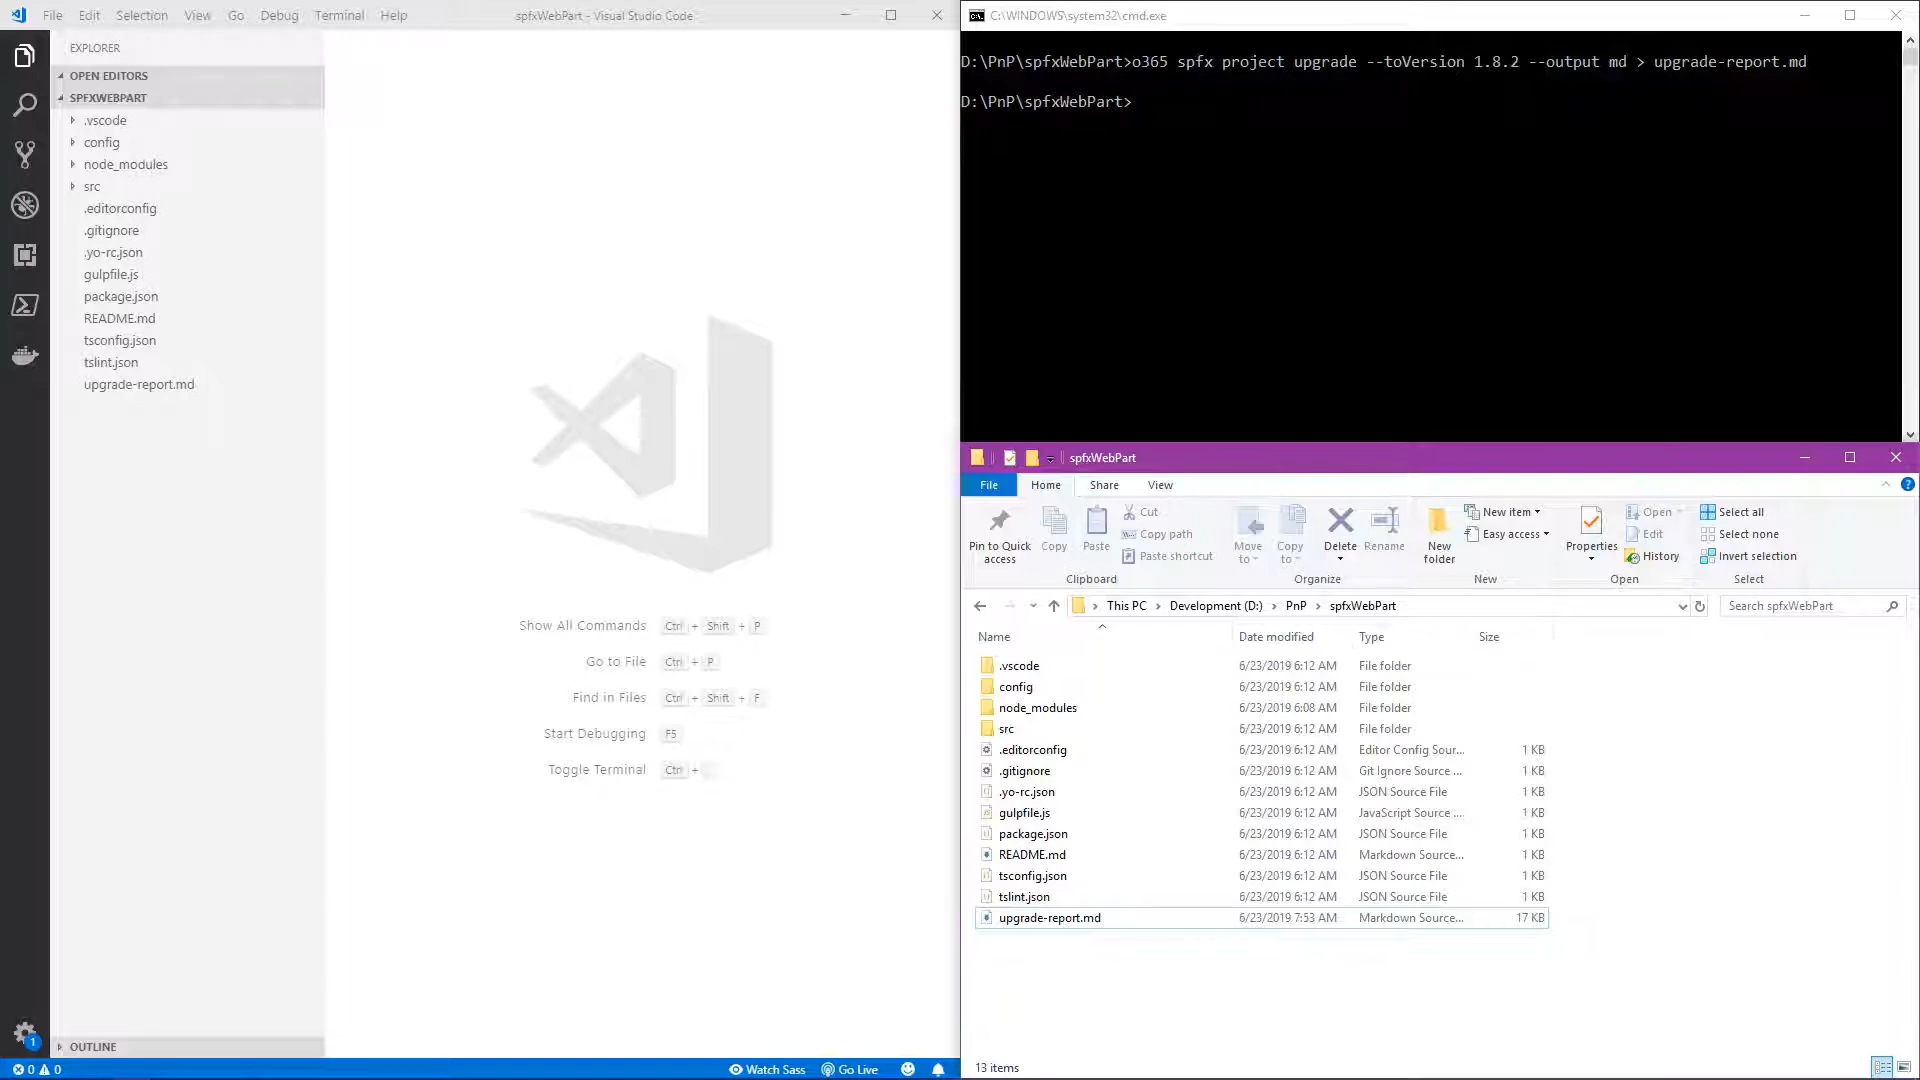 File Edit Selection View Go Debug Terminal Help
spfxWebPart - Visual Studio Code
EXPLORER
OPEN EDITORS
SPFXWEBPART
.vscode
config
node_modules
src
.editorconfig
.gitignore
.yo-rc.json
gulpfile.js
package.json
README.md
tsconfig.json
tslint.json
upgrade-report.md
Show All Commands Ctrl + Shift + P
Go to File Ctrl + P
Find in Files Ctrl + Shift + F
Start Debugging F5
Toggle Terminal Ctrl +
1
OUTLINE
0 0
Watch Sass Go Live
C:\WINDOWS\system32\cmd.exe
D:\PnP\spfxWebPart>o365 spfx project upgrade --toVersion 1.8.2 --output md > upgrade-report.md
D:\PnP\spfxWebPart>
spfxWebPart
File Home Share View
Pin to Quick access
Copy
Paste
Cut
Copy path
Paste shortcut
Clipboard
Move to
Copy to
Delete
Rename
Organize
New folder
New item
Easy access
New
Properties
Open
Edit
History
Open
Select all
Select none
Invert selection
Select
This PC > Development (D:) > PnP > spfxWebPart
Search spfxWebPart
Name Date modified Type Size
.vscode 6/23/2019 6:12 AM File folder
config 6/23/2019 6:12 AM File folder
node_modules 6/23/2019 6:08 AM File folder
src 6/23/2019 6:12 AM File folder
.editorconfig 6/23/2019 6:12 AM Editor Config Sour... 1 KB
.gitignore 6/23/2019 6:12 AM Git Ignore Source ... 1 KB
.yo-rc.json 6/23/2019 6:12 AM JSON Source File 1 KB
gulpfile.js 6/23/2019 6:12 AM JavaScript Source ... 1 KB
package.json 6/23/2019 6:12 AM JSON Source File 1 KB
README.md 6/23/2019 6:12 AM Markdown Source... 1 KB
tsconfig.json 6/23/2019 6:12 AM JSON Source File 1 KB
tslint.json 6/23/2019 6:12 AM JSON Source File 1 KB
upgrade-report.md 6/23/2019 7:53 AM Markdown Source... 17 KB
13 items